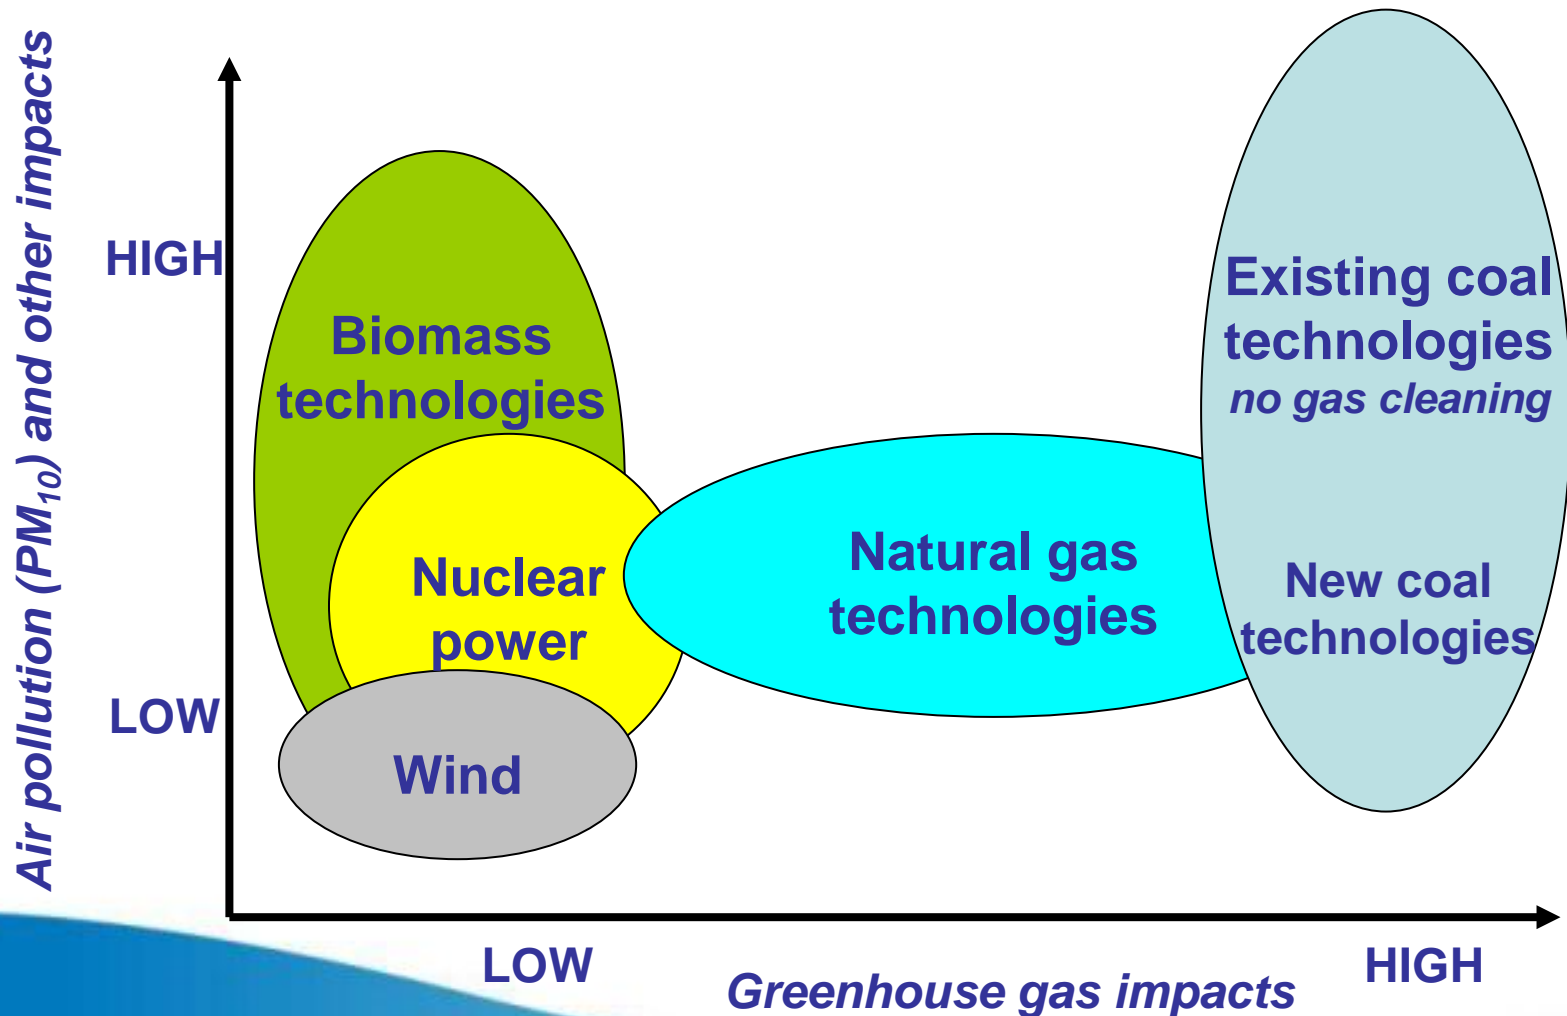 Air pollution (PM10) and other impacts
HIGH
LOW
Biomass
technologies
Nuclear
power
Wind
Natural gas
technologies
Existing coal
technologies
no gas cleaning
New coal
technologies
LOW
Greenhouse gas impacts
HIGH